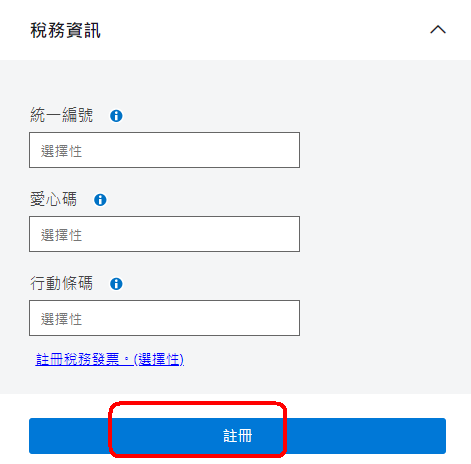 稅務資訊
統一編號
選擇性
愛心碼
選擇性
行動條碼
選擇性
註冊稅務發票。(選擇性)
註冊